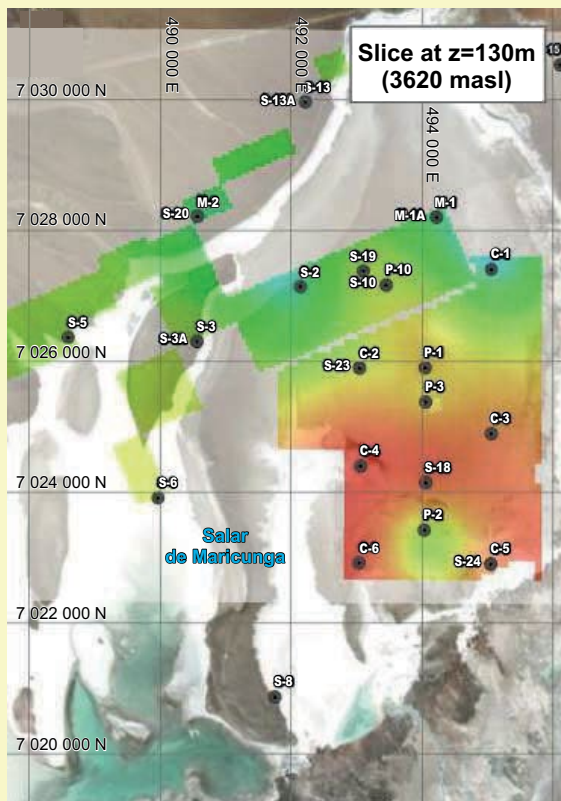 Slice at z=130m
(3620 masl)
15
490 000 E
492 000 E
494 000 E
7 030 000 N
S-13
S-13A
7 028 000 N
M-2
S-20
M-1
M-1A
S-19
P-10
S-10
C-1
S-2
S-5
S-3
S-3A
7 026 000 N
S-23
C-2
P-1
P-3
C-3
C-4
S-18
7 024 000 N
S-6
P-2
Salar
de Maricunga
C-6
S-24
C-5
7 022 000 N
S-8
7 020 000 N